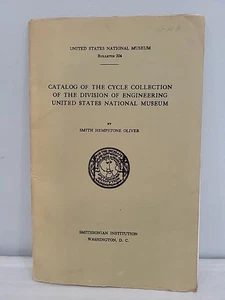 UNITED STATES NATIONAL MUSEUM
BULLETIN 204
CATALOG OF THE CYCLE COLLECTION
OF THE DIVISION OF ENGINEERING
UNITED STATES NATIONAL MUSEUM
BY
SMITH HEMPSTONE OLIVER
SMITHSONIAN INSTITUTION
WASHINGTON, D. C.